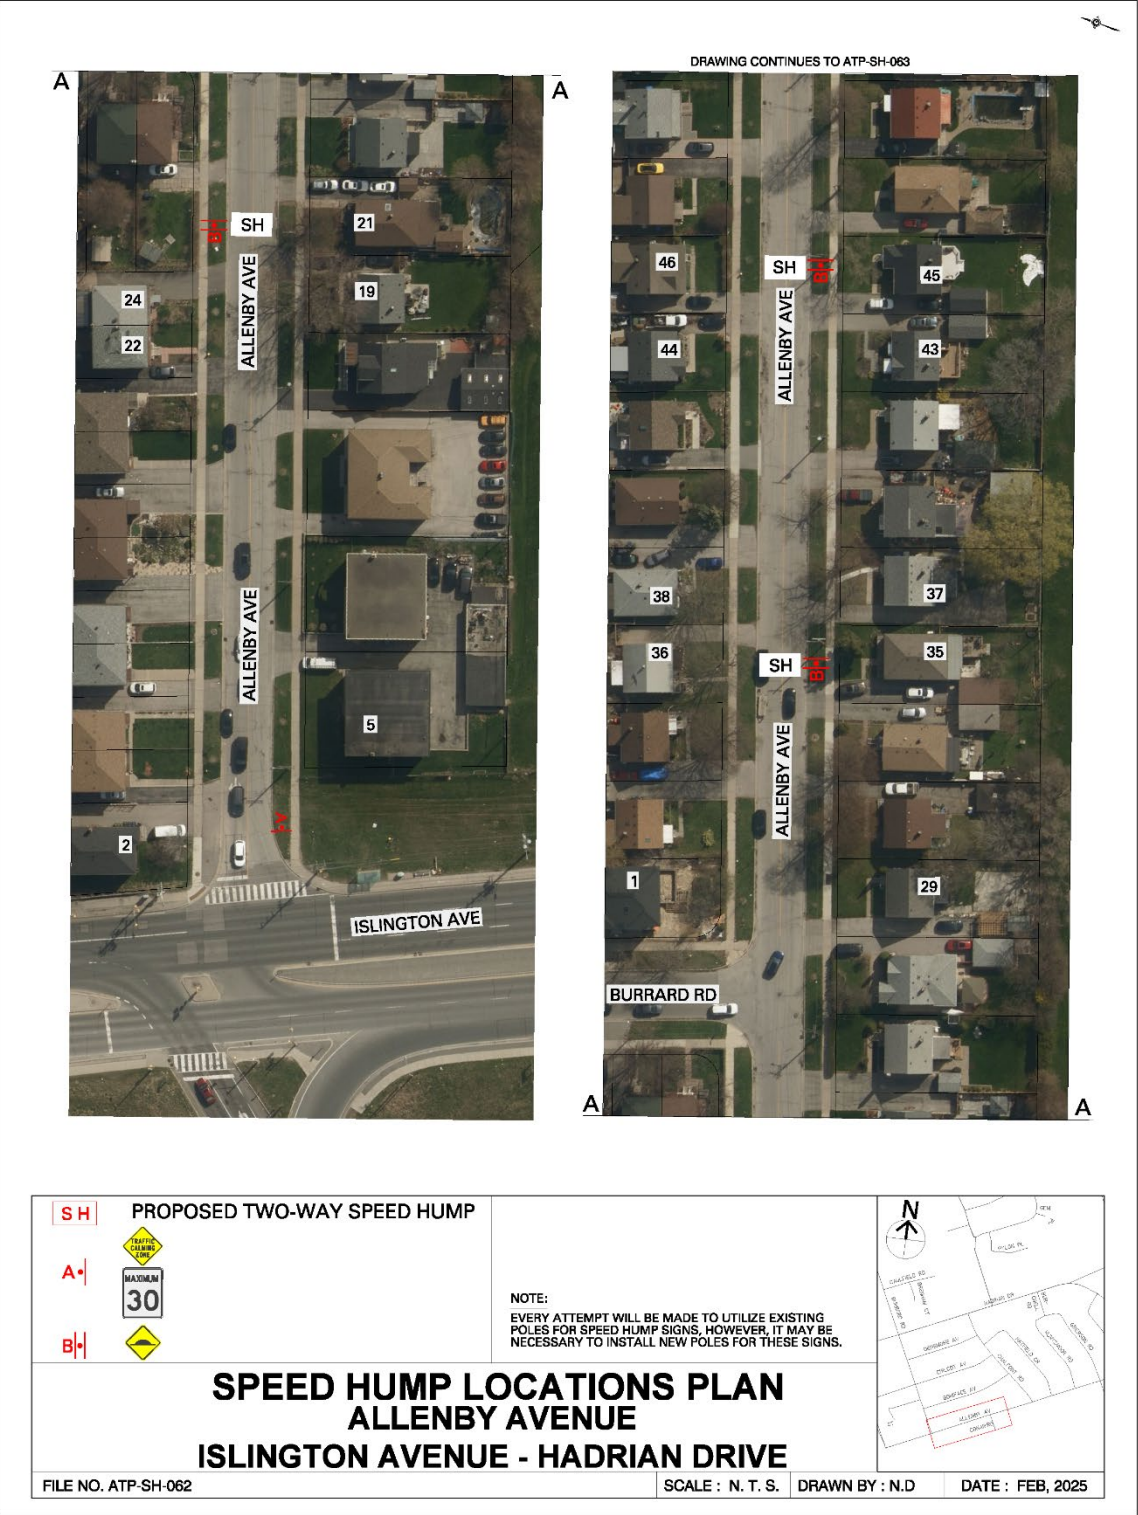 DRAWING CONTINUES TO ATP-SH-063
A
A
SH
B
21
19
24
22
ALLENBY AVE
ALLENBY AVE
5
A
2
ISLINGTON AVE
46
SH
B
45
ALLENBY AVE
44
43
38
37
36
SH
B
35
ALLENBY AVE
1
29
BURRARD RD
A
A
SH
PROPOSED TWO-WAY SPEED HUMP
TRAFFIC
CALMING
ZONE
A
MAXIMUM
30
B
NOTE:
EVERY ATTEMPT WILL BE MADE TO UTILIZE EXISTING
POLES FOR SPEED HUMP SIGNS, HOWEVER, IT MAY BE
NECESSARY TO INSTALL NEW POLES FOR THESE SIGNS.
N
HADRIAN DR
ALLENBY AV
SPEED HUMP LOCATIONS PLAN
ALLENBY AVENUE
ISLINGTON AVENUE - HADRIAN DRIVE
FILE NO. ATP-SH-062
SCALE : N. T. S.
DRAWN BY : N.D
DATE : FEB, 2025